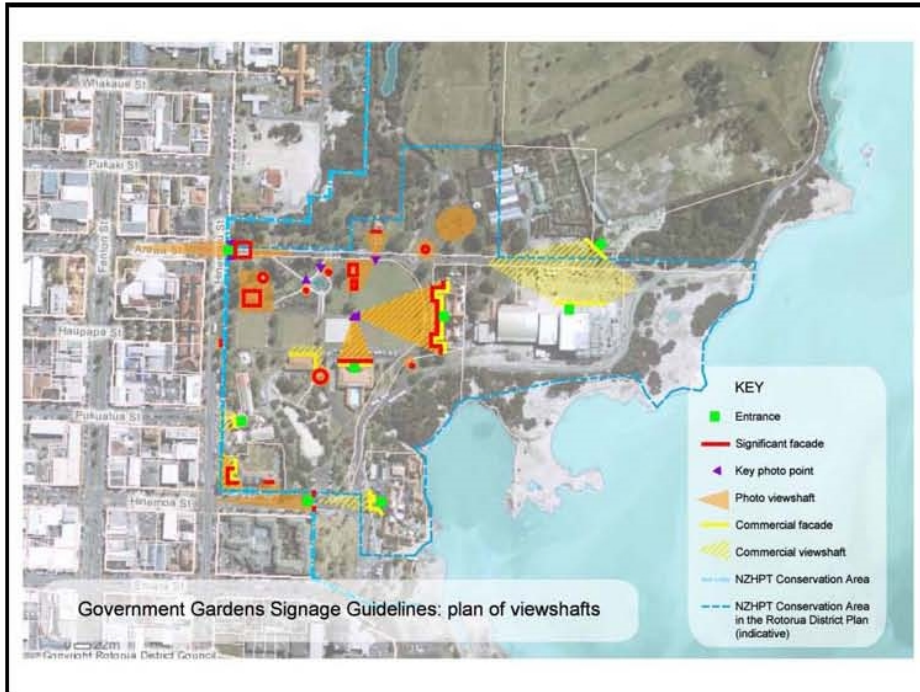 Whakaue St
Pukaki St
Fenton St
Haupapa St
Pukuatua St
Hinemoa St
KEY
Entrance
Significant facade
Key photo point
Photo viewshaft
Commercial facade
Commercial viewshaft
NZHPT Conservation Area
NZHPT Conservation Area
in the Rotorua District Plan
(indicative)
Government Gardens Signage Guidelines: plan of viewshafts
Copyright Rotorua District Council